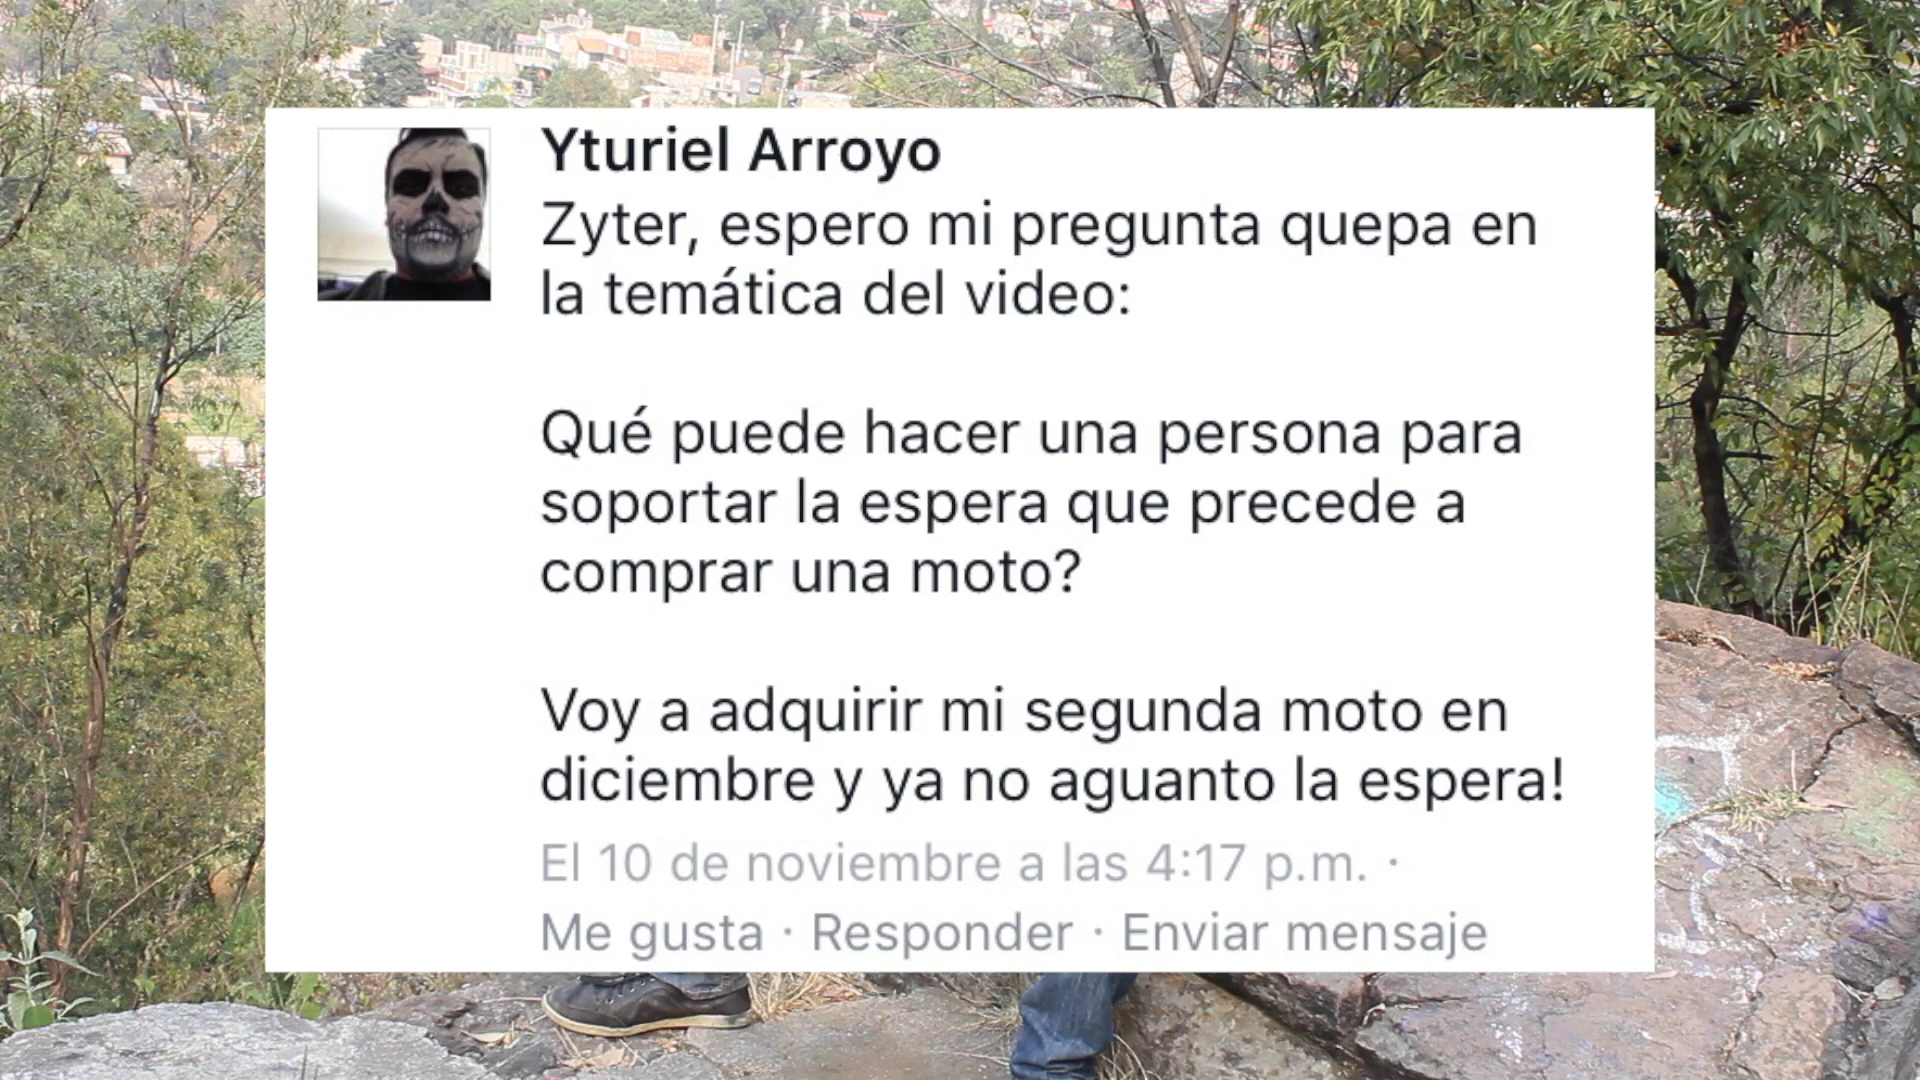 Yturiel Arroyo
Zyter, espero mi pregunta quepa en
la temática del video:
Qué puede hacer una persona para
soportar la espera que precede a
comprar una moto?
Voy a adquirir mi segunda moto en
diciembre y ya no aguanto la espera!
El 10 de noviembre a las 4:17 p.m. ·
Me gusta · Responder · Enviar mensaje